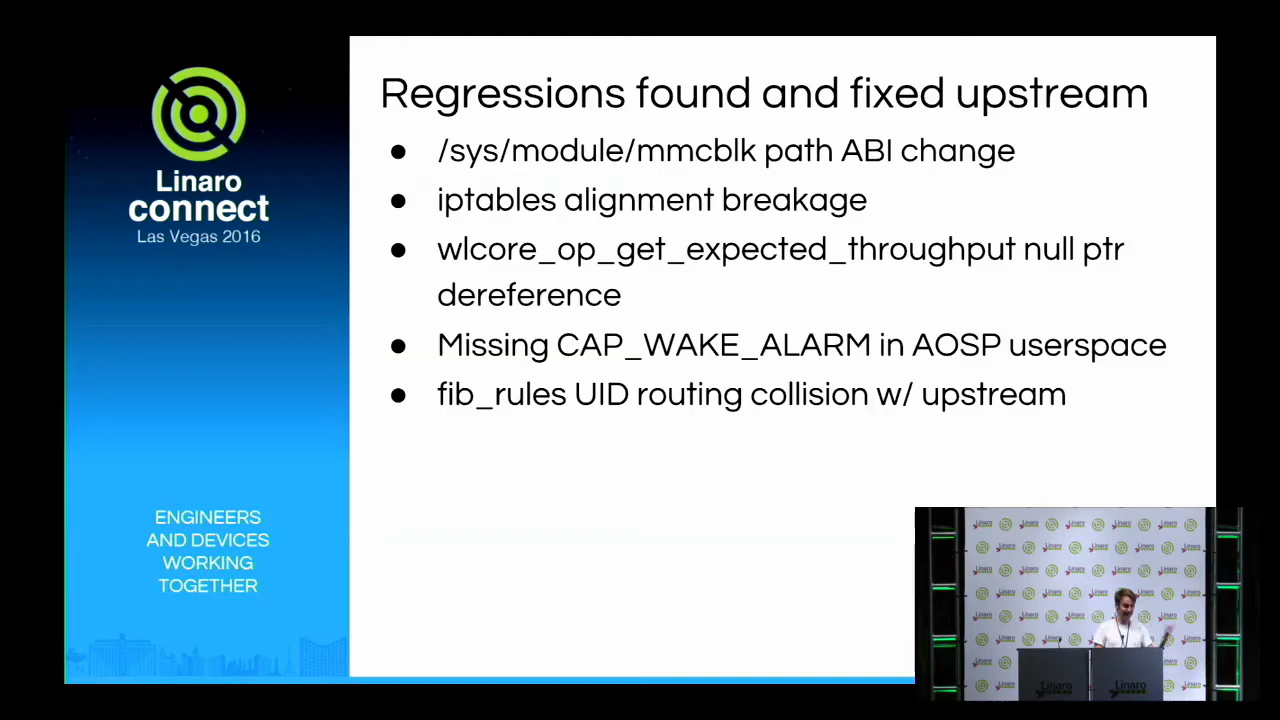 Linaro
connect
Las Vegas 2016
ENGINEERS
AND DEVICES
WORKING
TOGETHER
Regressions found and fixed upstream
● /sys/module/mmcblk path ABI change
● iptables alignment breakage
● wlcore_op_get_expected_throughput null ptr
dereference
● Missing CAP_WAKE_ALARM in AOSP userspace
● fib_rules UID routing collision w/ upstream
Linaro
Linaro